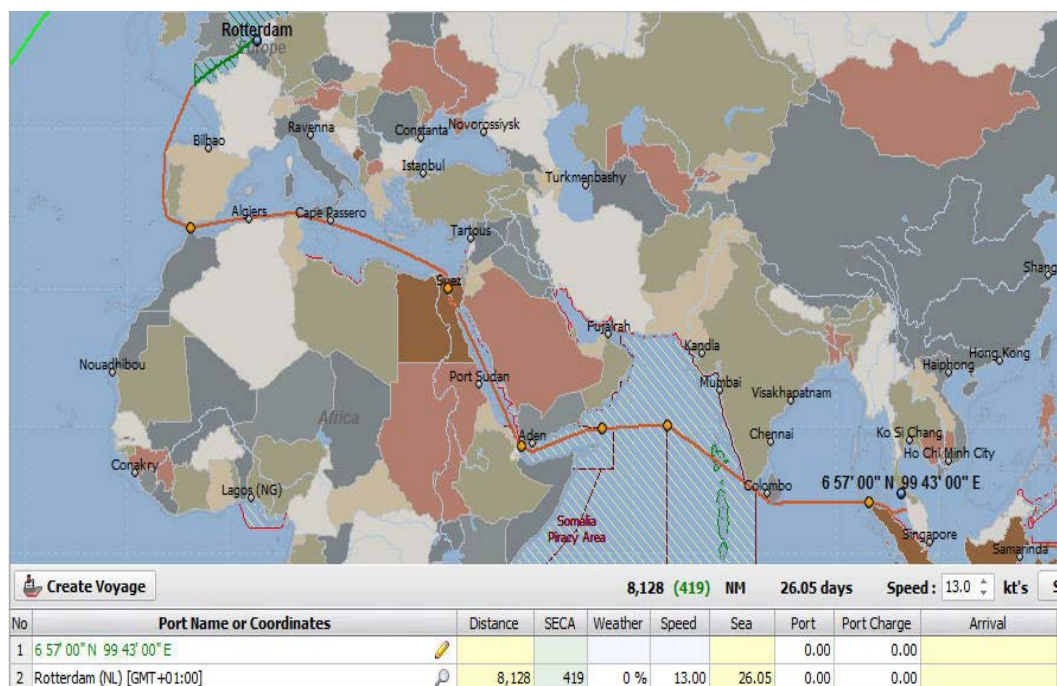 Rotterdam
Europe
Bilbao
Ravenna
Constanta
Novorossiysk
Istanbul
Turkmenbashy
Algiers
Cape Passero
Tartous
Shang
Suez
Fujairah
Kandla
Nouadhibou
Port Sudan
Mumbai
Haiphong
Hong Kong
Visakhapatnam
Africa
Aden
Chennai
Ko Si Chang
Conakry
Ho Chi Minh City
Lagos (NG)
Colombo
6 57' 00" N 99 43' 00" E
Somalia
Piracy Area
Singapore
Samarinda
Create Voyage 8,128 (419) NM 26.05 days Speed : 13.0 kt's S
No Port Name or Coordinates Distance SECA Weather Speed Sea Port Port Charge Arrival
1 6 57' 00" N 99 43' 00" E 0.00 0.00
2 Rotterdam (NL) [GMT+01:00] 8,128 419 0 % 13.00 26.05 0.00 0.00